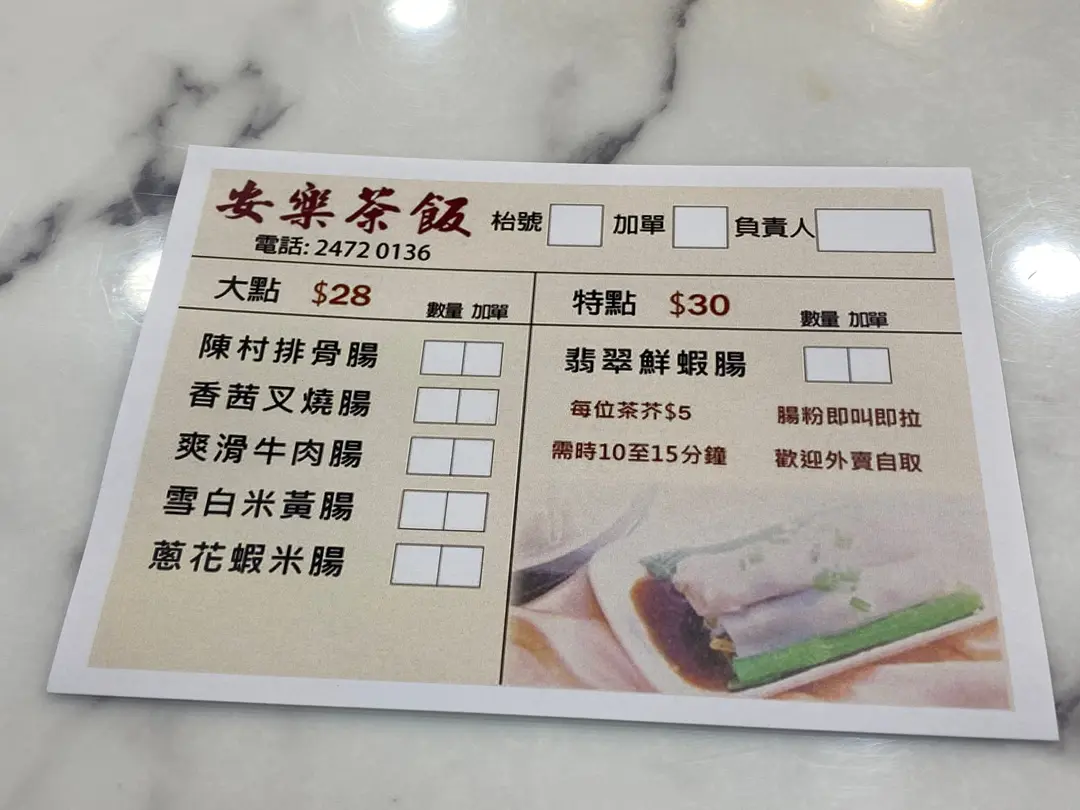 安樂茶飯
電話: 2472 0136
枱號 加單 負責人
大點 $28 數量 加單
陳村排骨腸
香茜叉燒腸
爽滑牛肉腸
雪白米黃腸
蔥花蝦米腸
特點 $30 數量 加單
翡翠鮮蝦腸
每位茶芥$5 腸粉即叫即拉
需時10至15分鐘 歡迎外賣自取